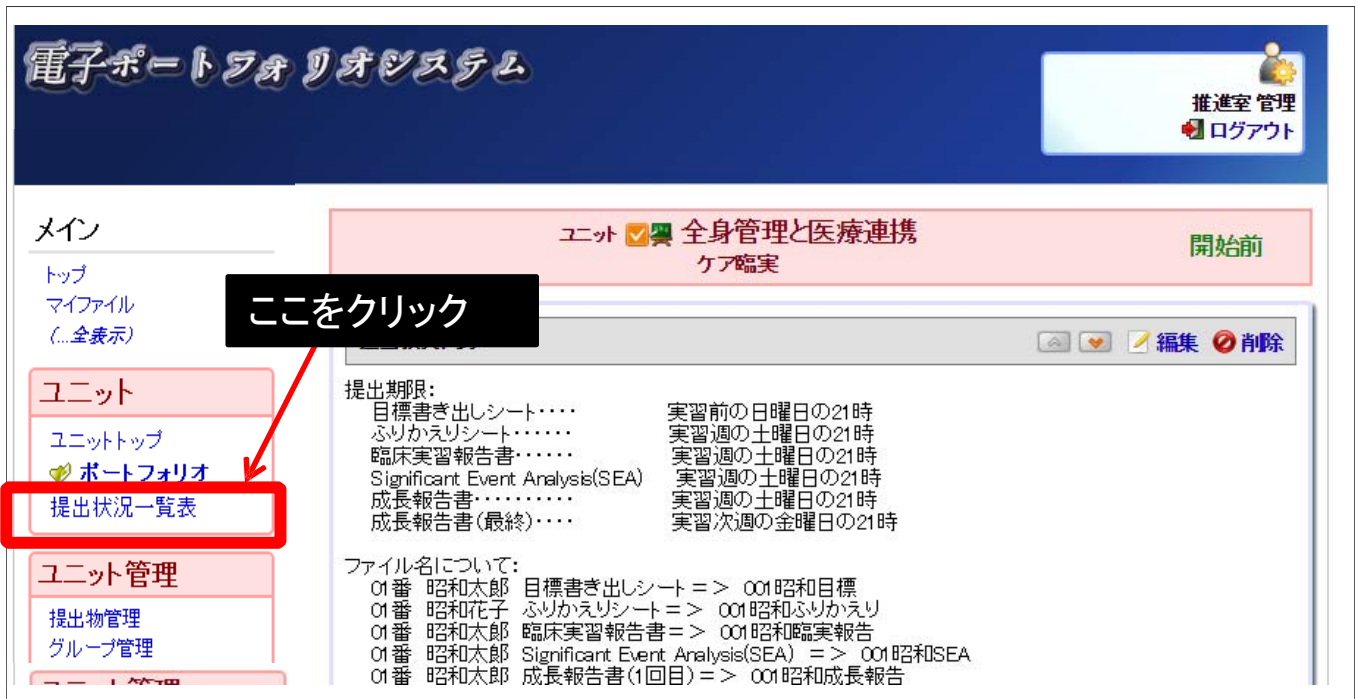 電子ポートフォリオシステム
推進室 管理
ログアウト
メイン
トップ
マイファイル
(...全表示)
ユニット
ユニットトップ
ポートフォリオ
提出状況一覧表
ユニット管理
提出物管理
グループ管理
ここをクリック
ユニット 全身管理と医療連携
ケア臨実
開始前
編集 削除
提出期限:
目標書き出しシート・・・・ 実習前の日曜日の21時
ふりかえりシート・・・・・・ 実習週の土曜日の21時
臨床実習報告書・・・・・・ 実習週の土曜日の21時
Significant Event Analysis(SEA) 実習週の土曜日の21時
成長報告書・・・・・・・・・・ 実習週の土曜日の21時
成長報告書(最終)・・・・ 実習次週の金曜日の21時
ファイル名について:
01番 昭和太郎 目標書き出しシート=> 001昭和目標
01番 昭和花子 ふりかえりシート=> 001昭和ふりかえり
01番 昭和太郎 臨床実習報告書=> 001昭和臨実報告
01番 昭和太郎 Significant Event Analysis(SEA) => 001昭和SEA
01番 昭和太郎 成長報告書(1回目)=> 001昭和成長報告